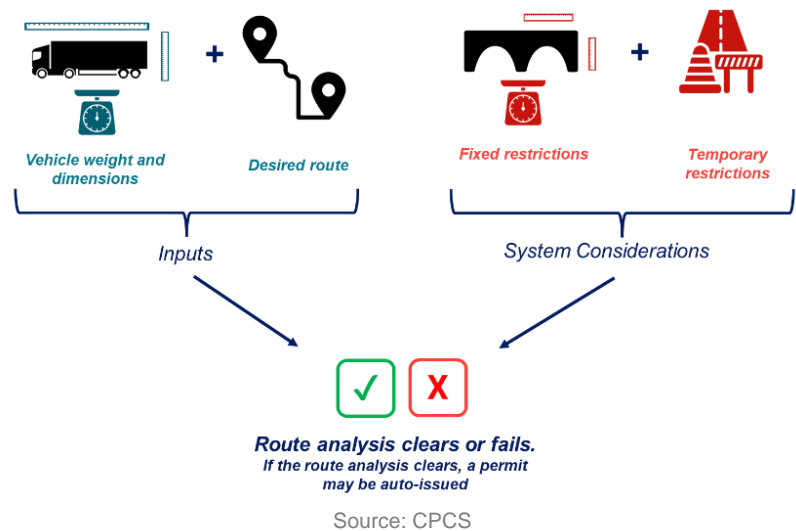 +
+
Vehicle weight and
dimensions
Desired route
Fixed restrictions
Temporary
restrictions
Inputs
System Considerations
✓ X
Route analysis clears or fails.
If the route analysis clears, a permit
may be auto-issued
Source: CPCS